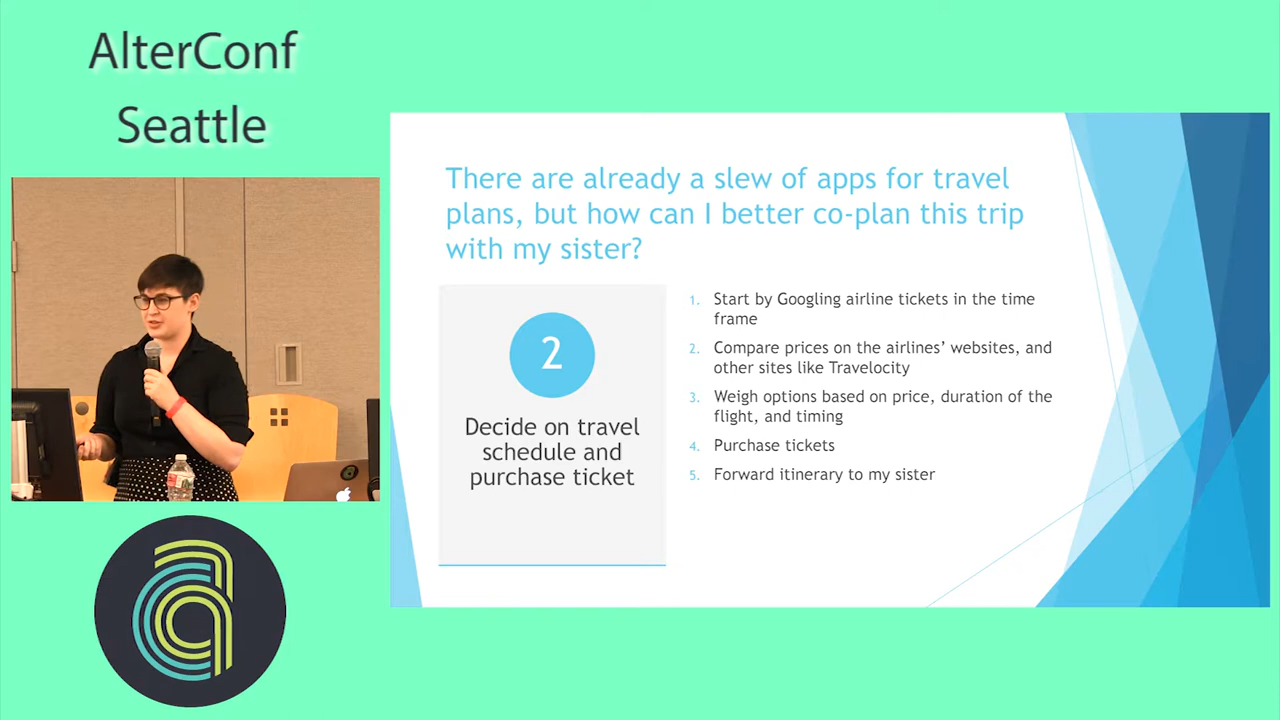 AlterConf
Seattle
There are already a slew of apps for travel
plans, but how can I better co-plan this trip
with my sister?
2
Decide on travel
schedule and
purchase ticket
1. Start by Googling airline tickets in the time
frame
2. Compare prices on the airlines’ websites, and
other sites like Travelocity
3. Weigh options based on price, duration of the
flight, and timing
4. Purchase tickets
5. Forward itinerary to my sister